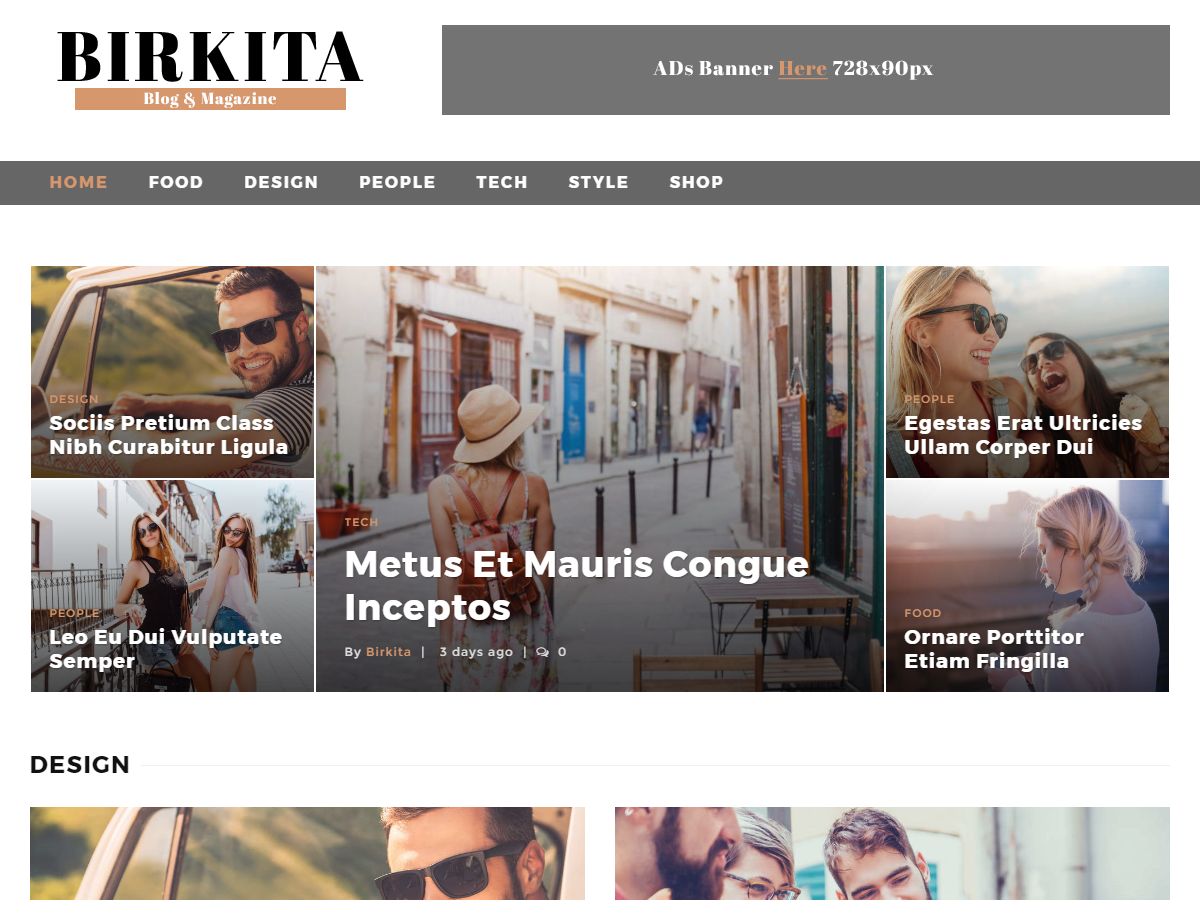 BIRKITA
Blog & Magazine
ADs Banner Here 728x90px
HOME FOOD DESIGN PEOPLE TECH STYLE SHOP
DESIGN
Sociis Pretium Class
Nibh Curabitur Ligula
PEOPLE
Leo Eu Dui Vulputate
Semper
TECH
Metus Et Mauris Congue
Inceptos
By Birkita | 3 days ago | 0
PEOPLE
Egestas Erat Ultricies
Ullam Corper Dui
FOOD
Ornare Porttitor
Etiam Fringilla
DESIGN